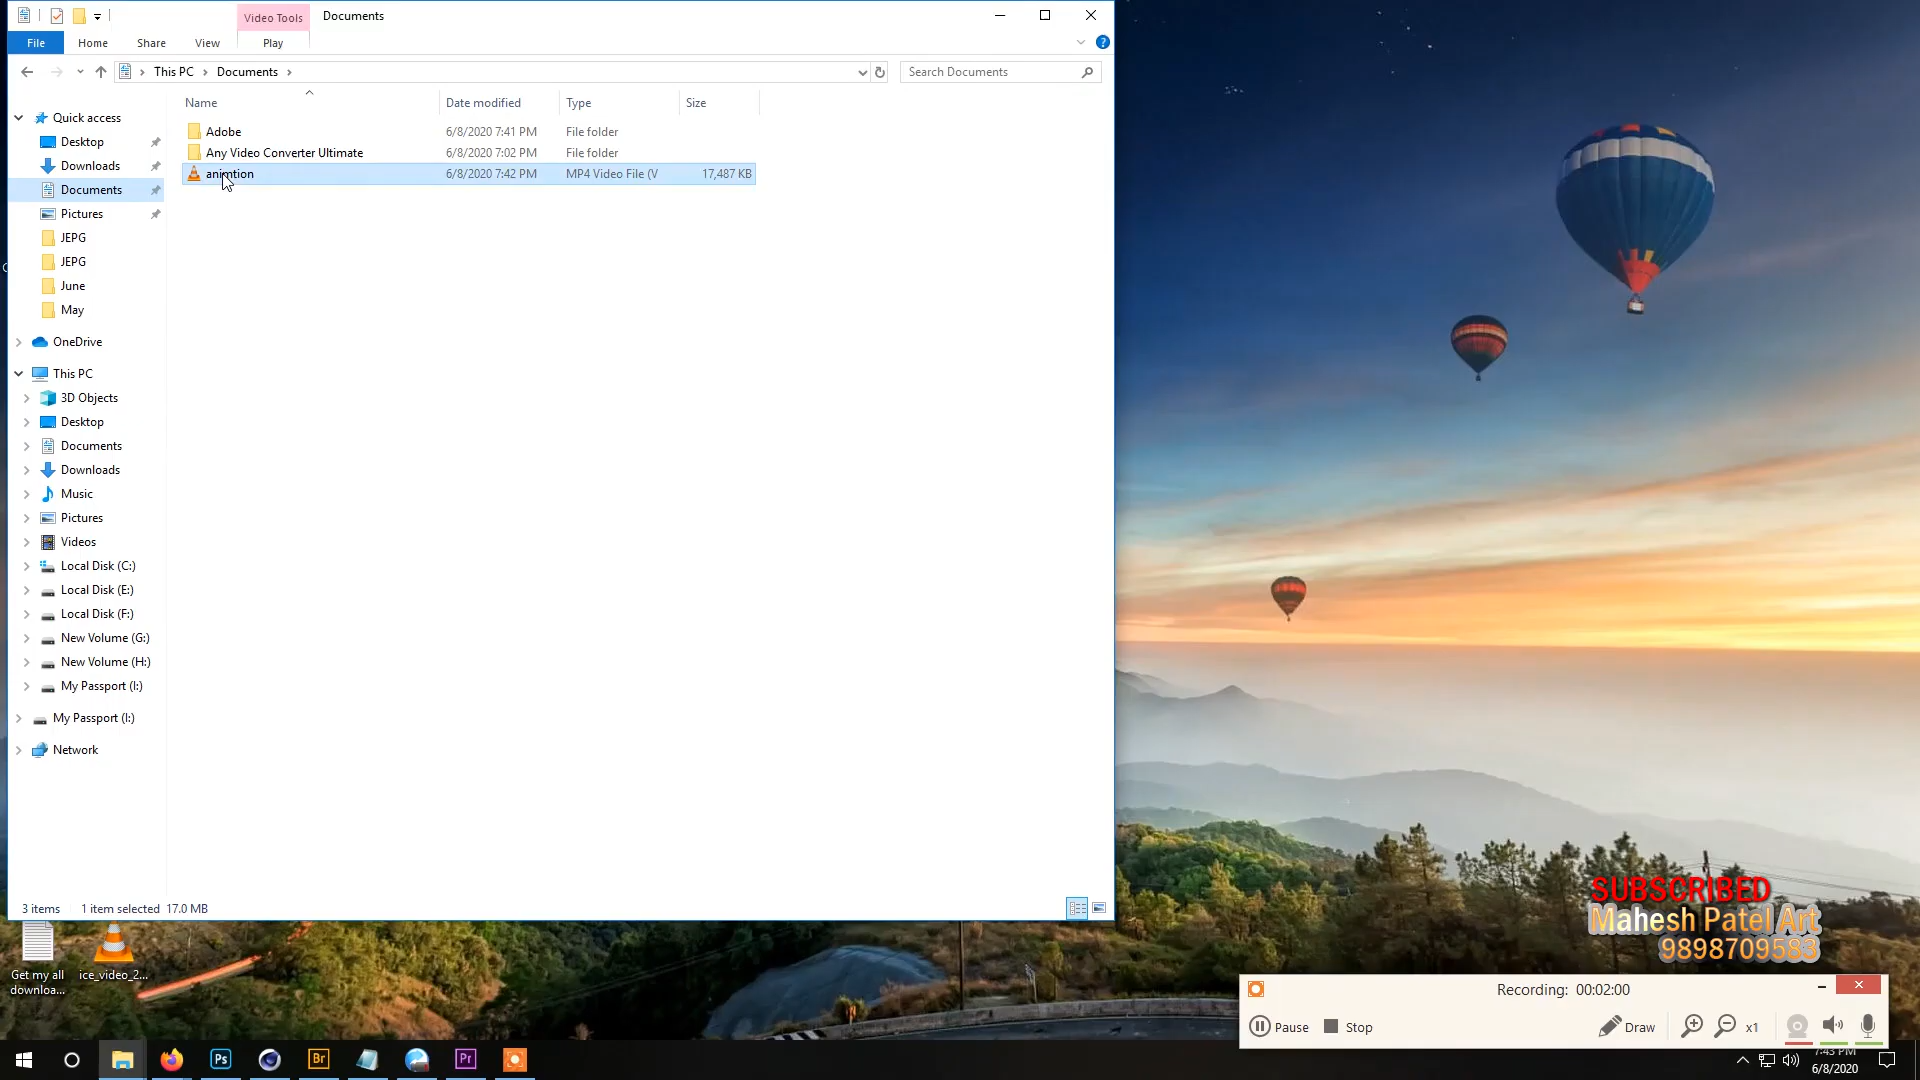 Video Tools
Documents
File
Home
Share
View
Play
This PC
Documents
Search Documents
Name
Date modified
Type
Size
Adobe
6/8/2020 7:41 PM
File folder
Any Video Converter Ultimate
6/8/2020 7:02 PM
File folder
6/8/2020 7:42 PM
MP4 Video File (V
17,487 KB
Quick access
Desktop
Downloads
Documents
Pictures
JEPG
JEPG
June
May
OneDrive
This PC
3D Objects
Desktop
Documents
Downloads
Music
Pictures
Videos
Local Disk (C:)
Local Disk (E:)
Local Disk (F:)
New Volume (G:)
New Volume (H:)
My Passport (I:)
My Passport (I:)
Network
3 items
1 item selected 17.0 MB
Get my all
downloa...
ice_video_2...
SUBSCRIBED
Mahesh Patel Art
9898709583
Recording: 00:02:00
Pause
Stop
Draw
x1
Ps
Br
Pr
7:43 PM
6/8/2020